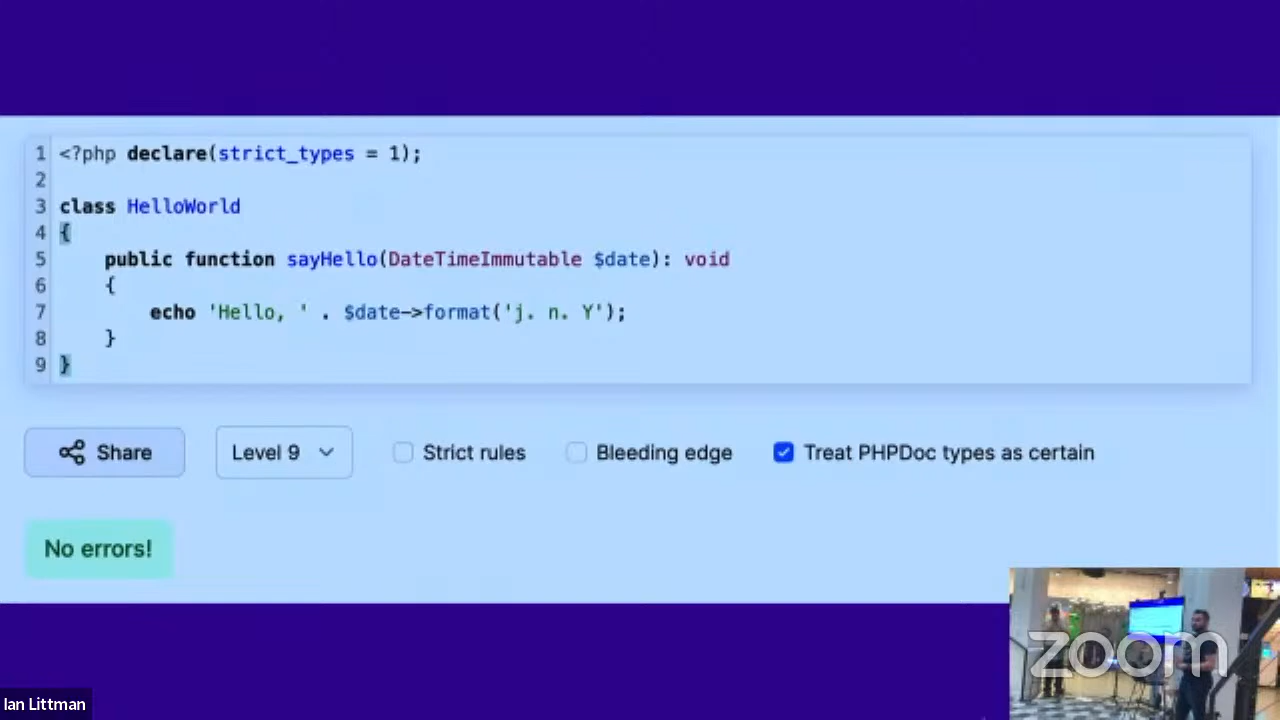 1 <?php declare(strict_types = 1);
2
3 class HelloWorld
4 {
5     public function sayHello(DateTimeImmutable $date): void
6     {
7         echo 'Hello, ' . $date->format('j. n. Y');
8     }
9 }
Share Level 9 Strict rules Bleeding edge Treat PHPDoc types as certain
No errors!
zoom
Ian Littman